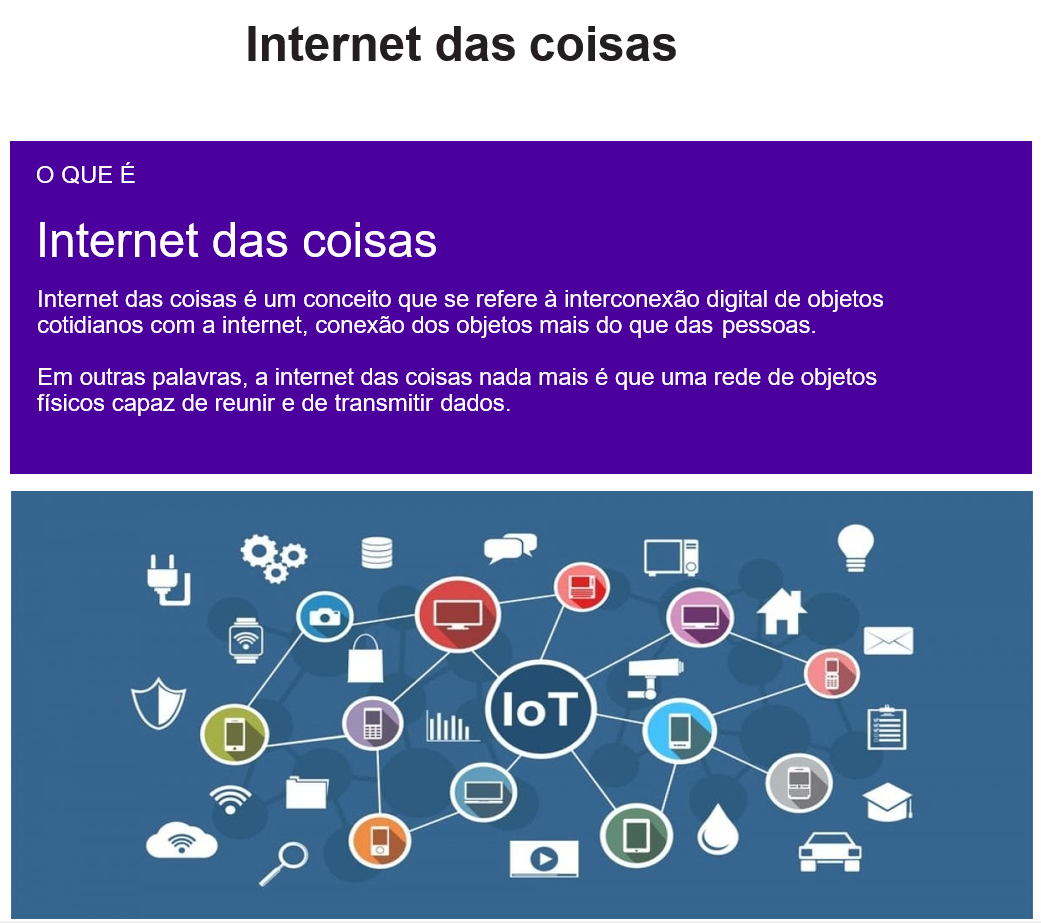 Internet das coisas
O QUE É
Internet das coisas
Internet das coisas é um conceito que se refere à interconexão digital de objetos
cotidianos com a internet, conexão dos objetos mais do que das pessoas.
Em outras palavras, a internet das coisas nada mais é que uma rede de objetos
físicos capaz de reunir e de transmitir dados.
IoT